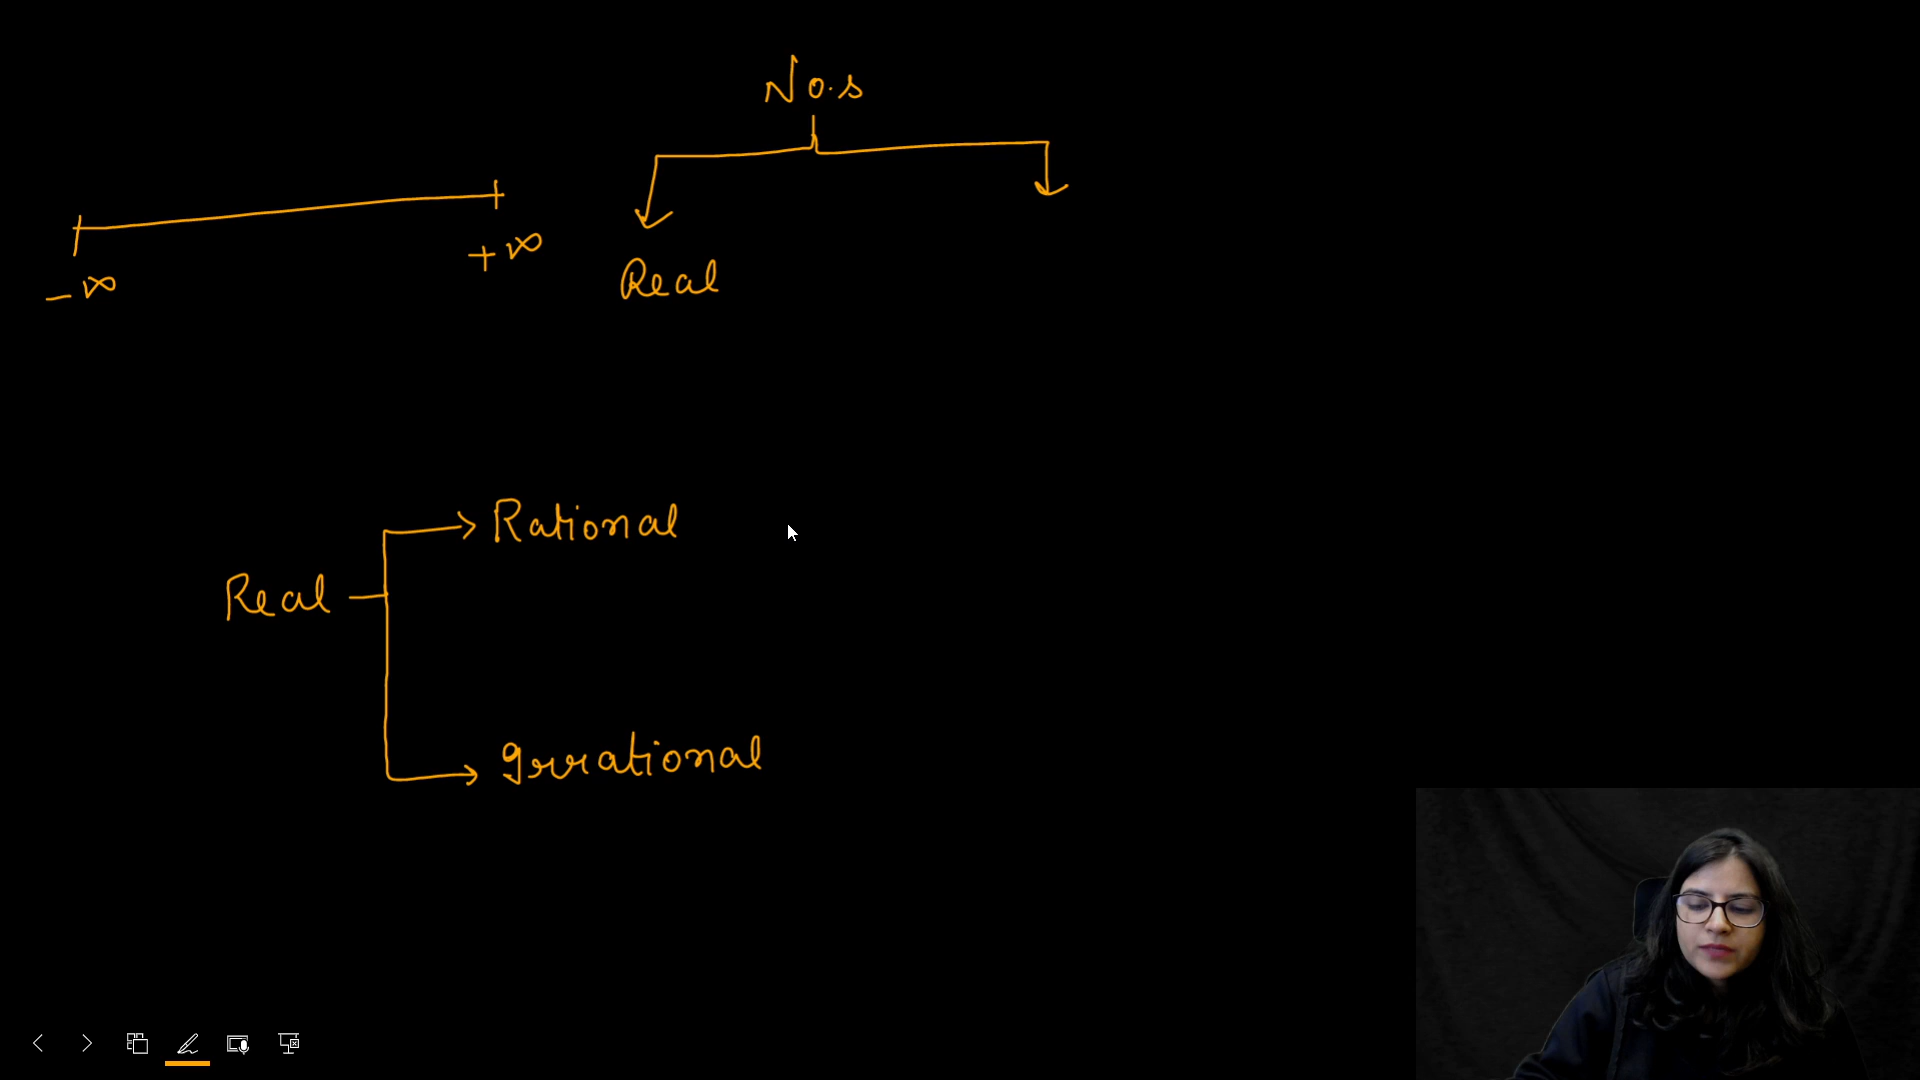 No.s
-∞
+∞
Real
Real
Rational
Irrational